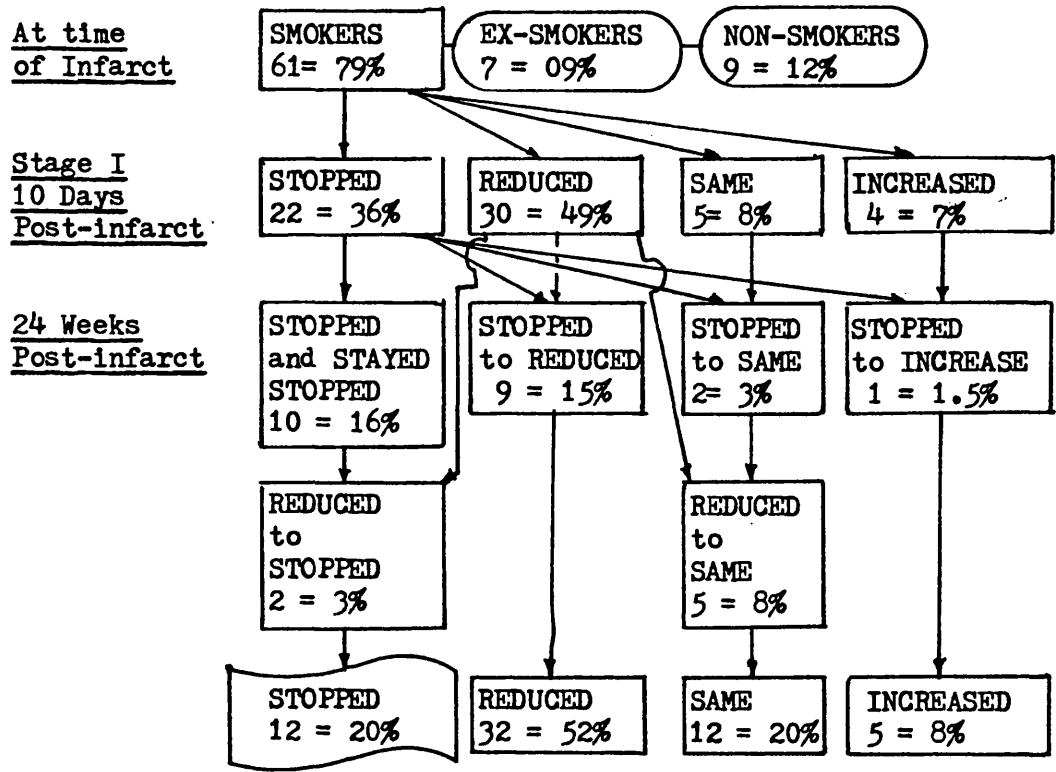 At time
of Infarct
SMOKERS
61= 79%
EX-SMOKERS
7 = 09%
NON-SMOKERS
9 = 12%
Stage I
10 Days
Post-infarct
STOPPED
22 = 36%
REDUCED
30 = 49%
SAME
5= 8%
INCREASED
4 = 7%
24 Weeks
Post-infarct
STOPPED
and STAYED
STOPPED
10 = 16%
STOPPED
to REDUCED
9 = 15%
STOPPED
to SAME
2= 3%
STOPPED
to INCREASE
1 = 1.5%
REDUCED
to
STOPPED
2 = 3%
REDUCED
to
SAME
5 = 8%
STOPPED
12 = 20%
REDUCED
32 = 52%
SAME
12 = 20%
INCREASED
5 = 8%